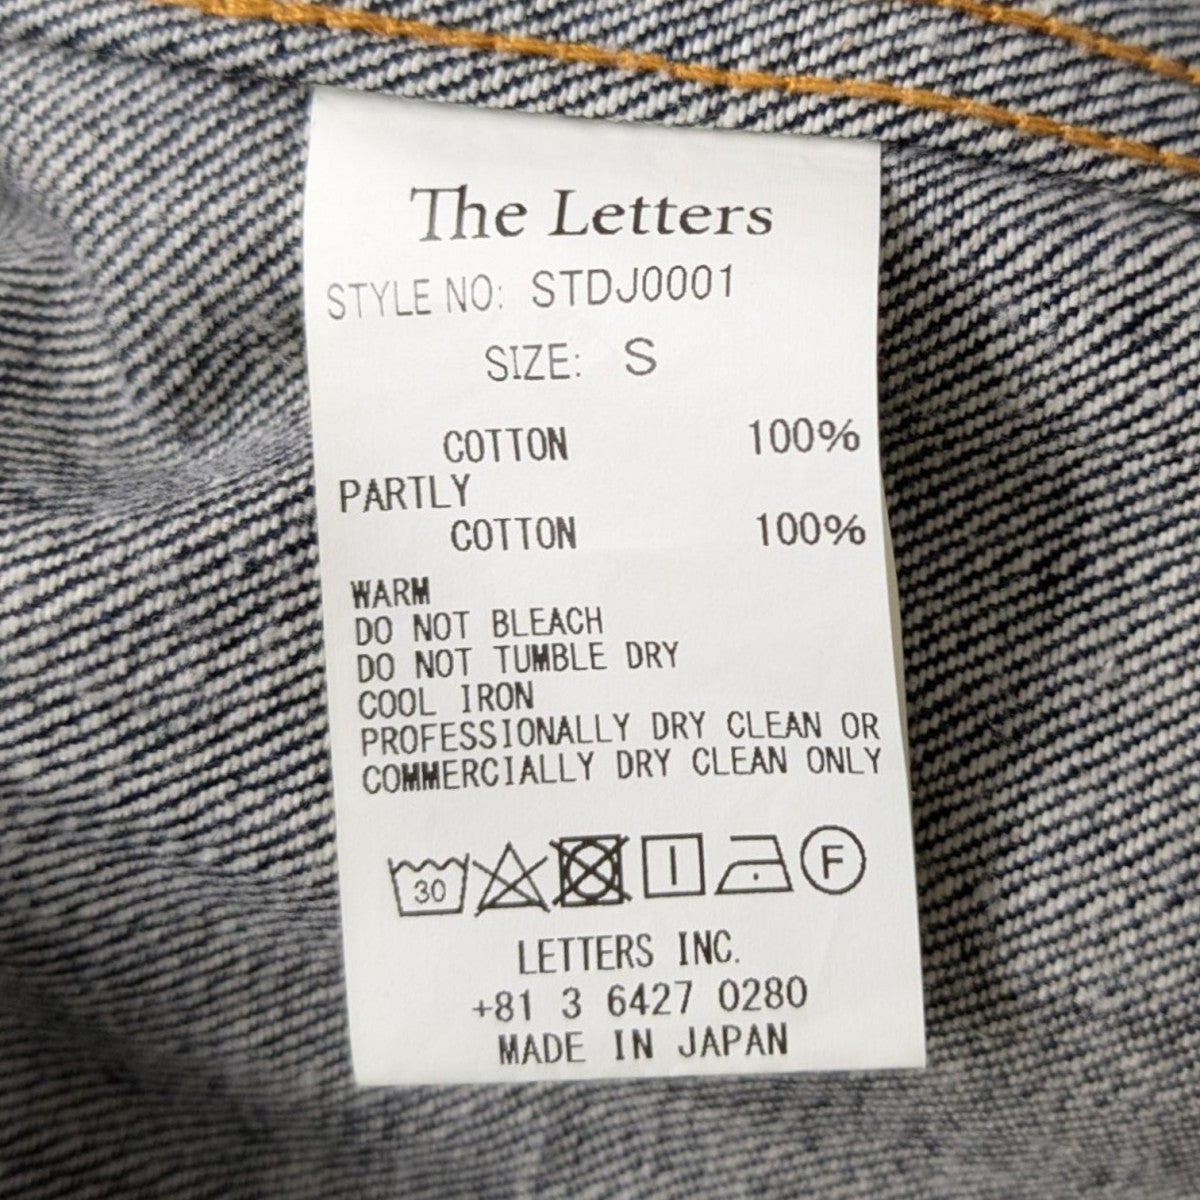 The Letters
STYLE NO: STDJ0001
SIZE: S
COTTON 100%
PARTLY
COTTON 100%
WARM
DO NOT BLEACH
DO NOT TUMBLE DRY
COOL IRON
PROFESSIONALLY DRY CLEAN OR
COMMERCIALLY DRY CLEAN ONLY
30 F
LETTERS INC.
+81 3 6427 0280
MADE IN JAPAN